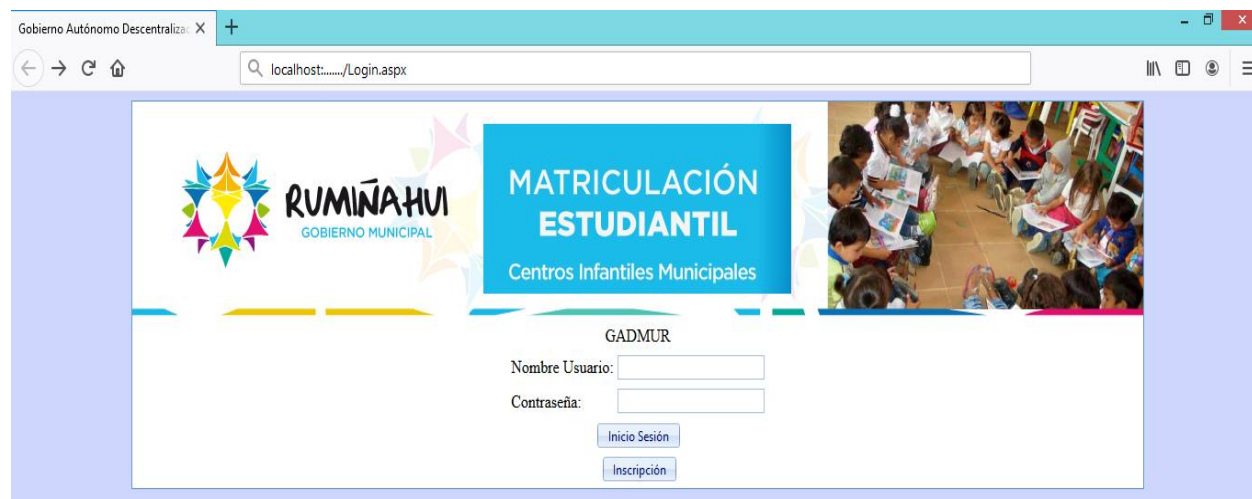 Gobierno Autónomo Descentralizac
localhost:......./Login.aspx
RUMIÑAHUI
GOBIERNO MUNICIPAL
MATRICULACIÓN
ESTUDIANTIL
Centros Infantiles Municipales
GADMUR
Nombre Usuario:
Contraseña:
Inicio Sesión
Inscripción